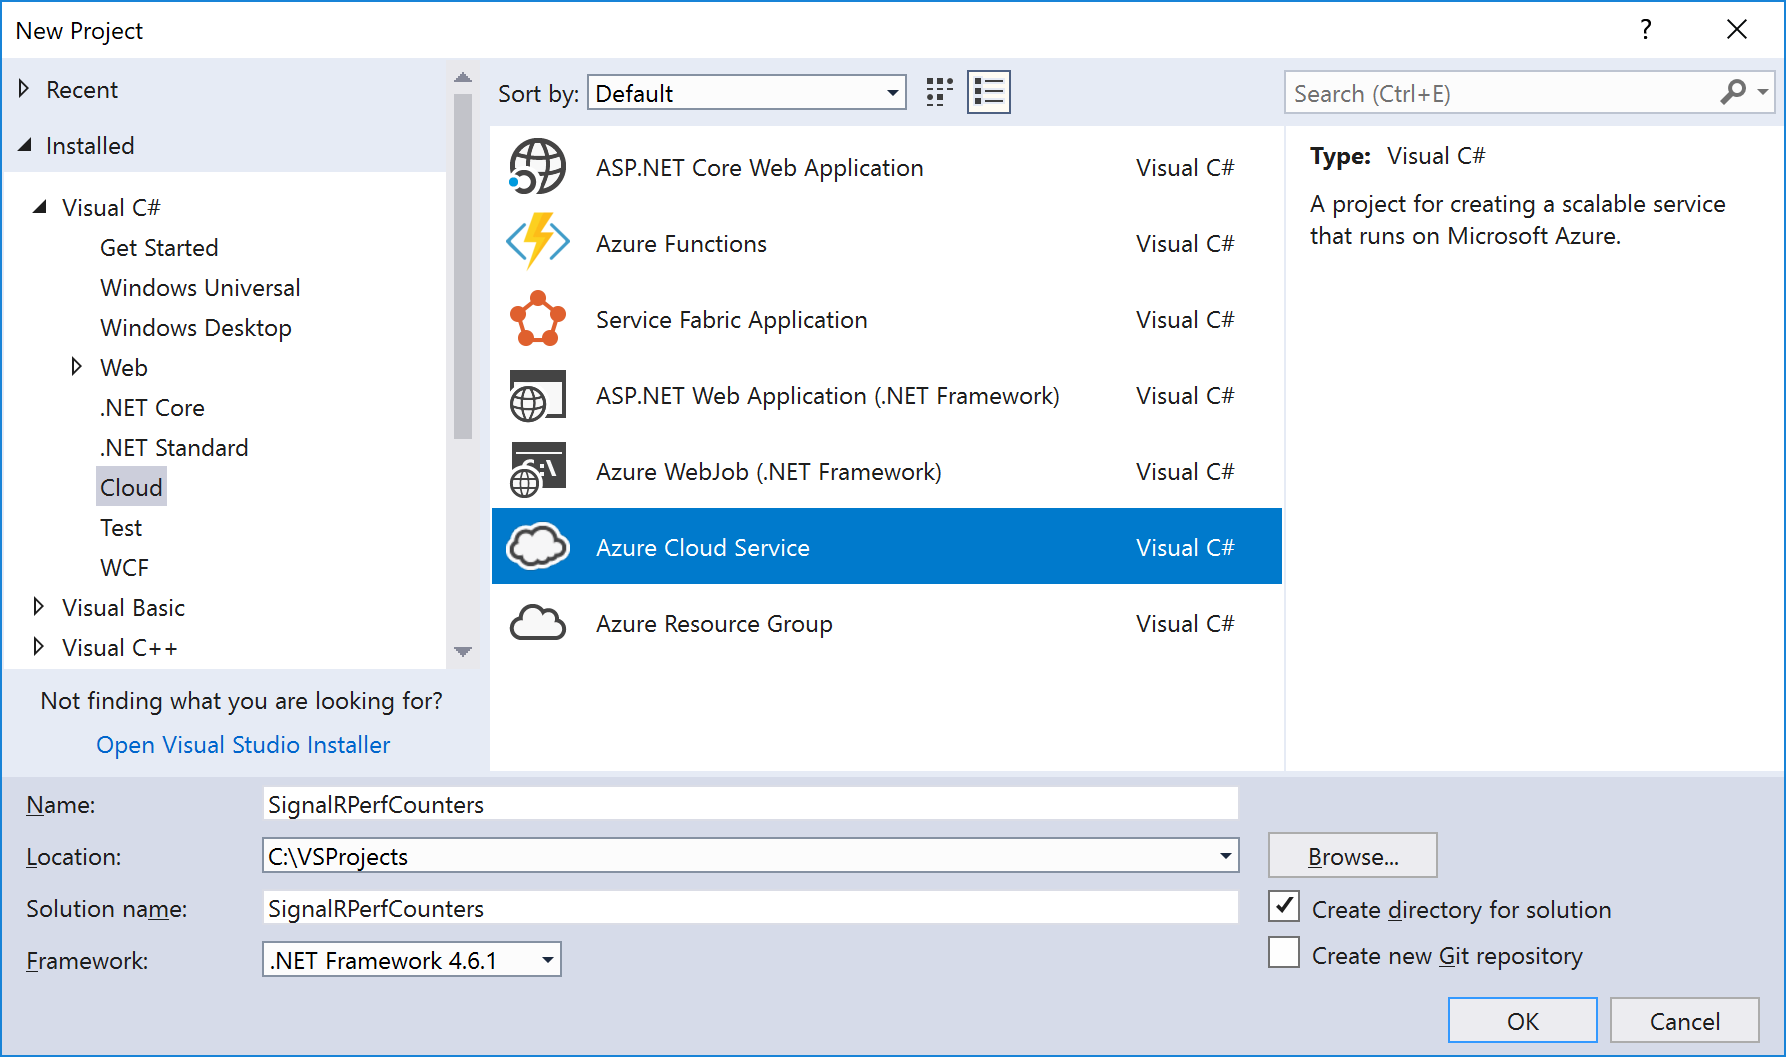 New Project
?
Recent
Installed
Visual C#
Get Started
Windows Universal
Windows Desktop
Web
.NET Core
.NET Standard
Cloud
Test
WCF
Visual Basic
Visual C++
Not finding what you are looking for?
Open Visual Studio Installer
Sort by: Default
ASP.NET Core Web Application Visual C#
Azure Functions Visual C#
Service Fabric Application Visual C#
ASP.NET Web Application (.NET Framework) Visual C#
Azure WebJob (.NET Framework) Visual C#
Azure Cloud Service Visual C#
Azure Resource Group Visual C#
Search (Ctrl+E)
Type: Visual C#
A project for creating a scalable service
that runs on Microsoft Azure.
Name: SignalRPerfCounters
Location: C:\VSProjects
Browse...
Solution name: SignalRPerfCounters
Create directory for solution
Framework: .NET Framework 4.6.1
Create new Git repository
OK Cancel